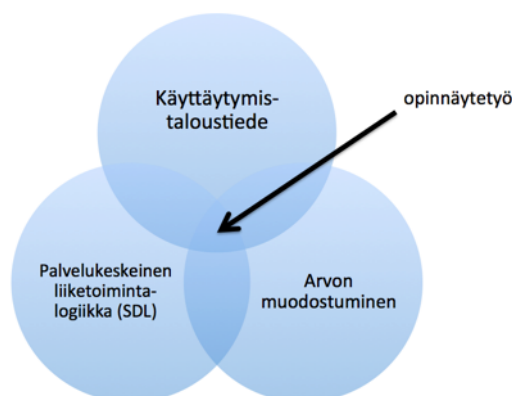 Käyttäytymis-
taloustiede
opinnäytetyö
Palvelukeskeinen
liiketoiminta-
logiikka (SDL)
Arvon
muodostuminen